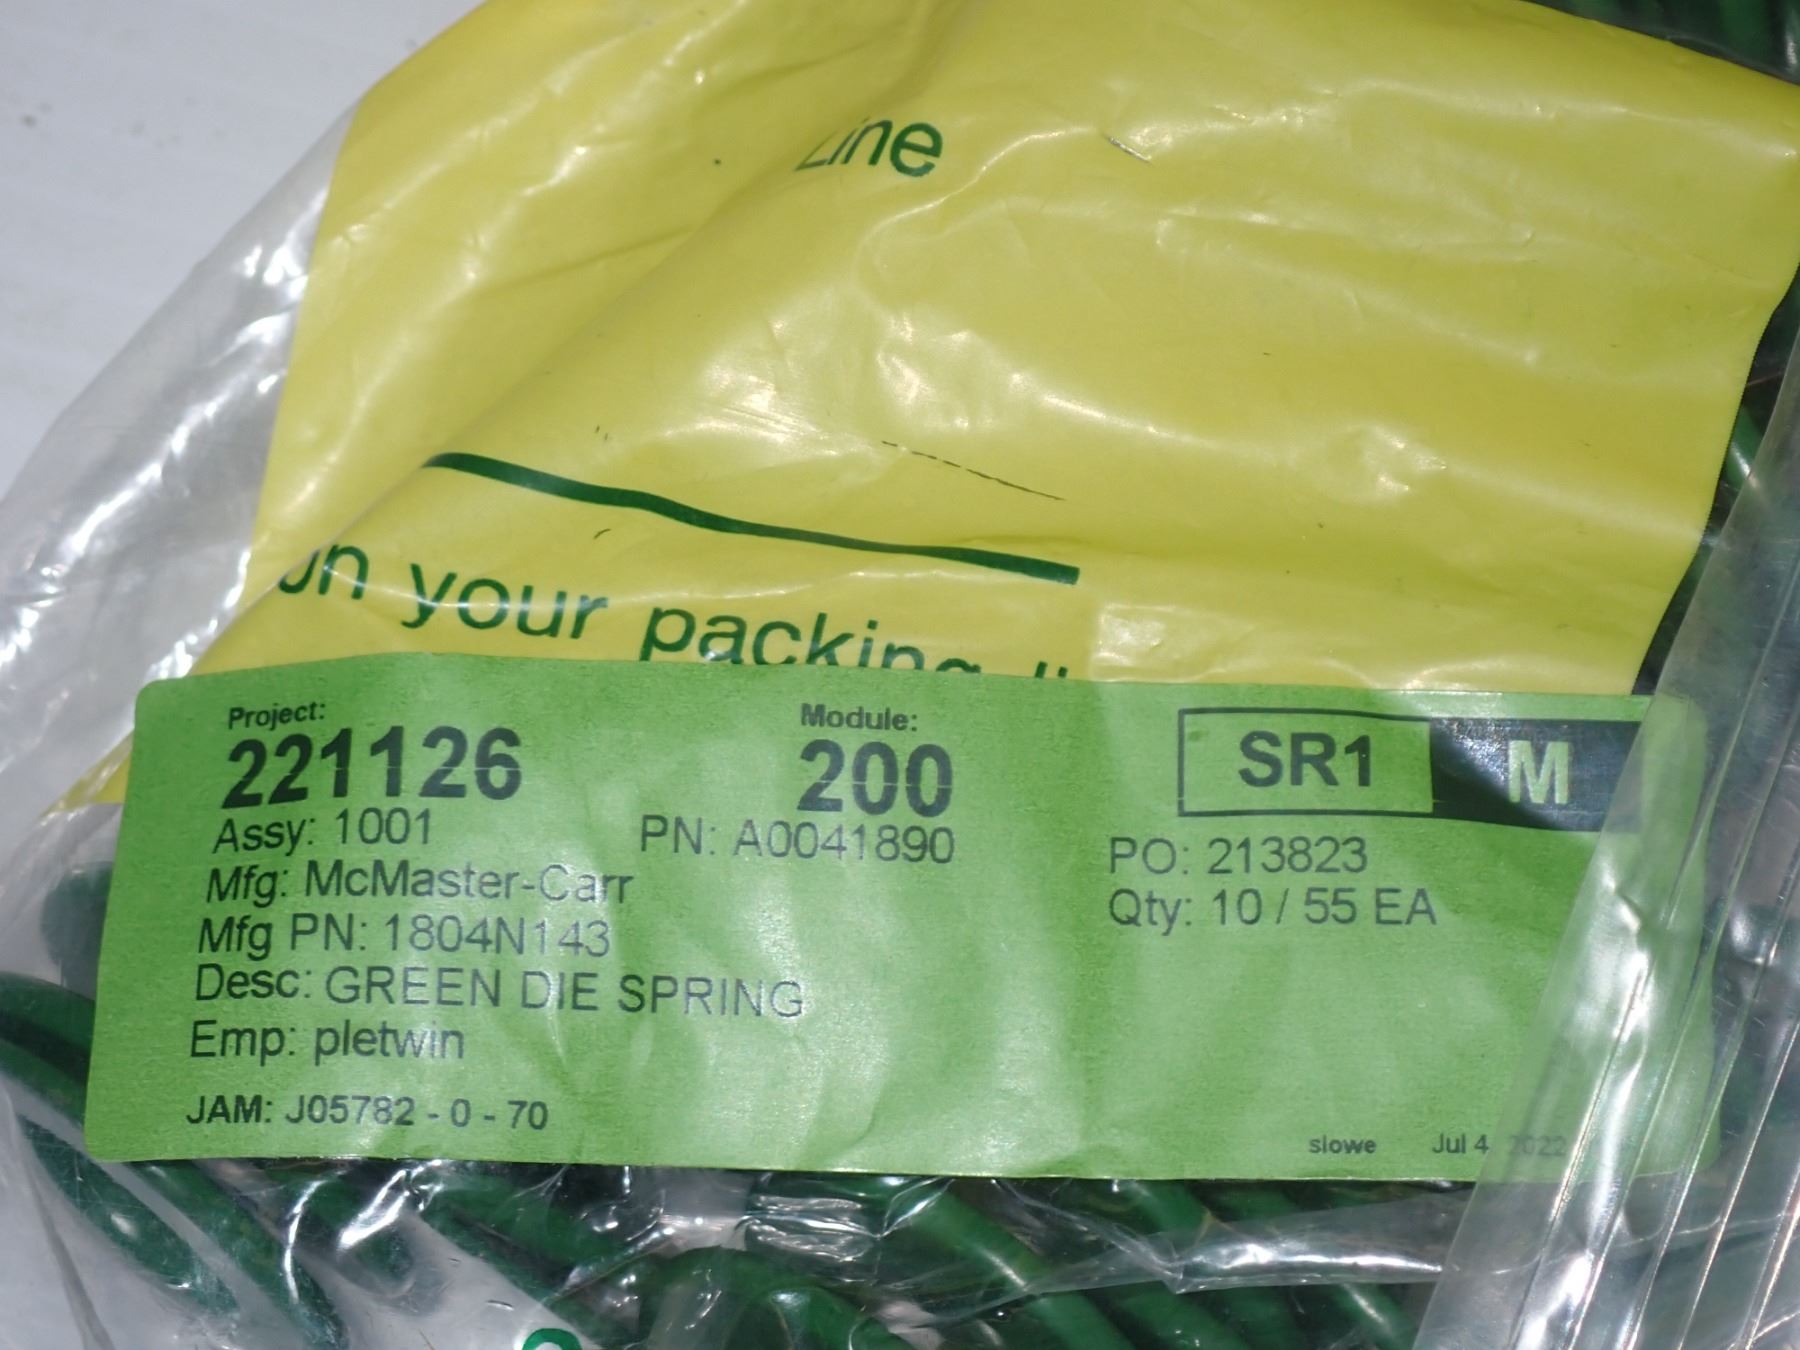 Line
on your packing
Project:
221126
Module:
200
SR1 M
Assy: 1001
PN: A0041890
PO: 213823
Mfg: McMaster-Carr
Qty: 10 / 55 EA
Mfg PN: 1804N143
Desc: GREEN DIE SPRING
Emp: pletwin
JAM: J05782 - 0 - 70
slowe Jul 4 2022